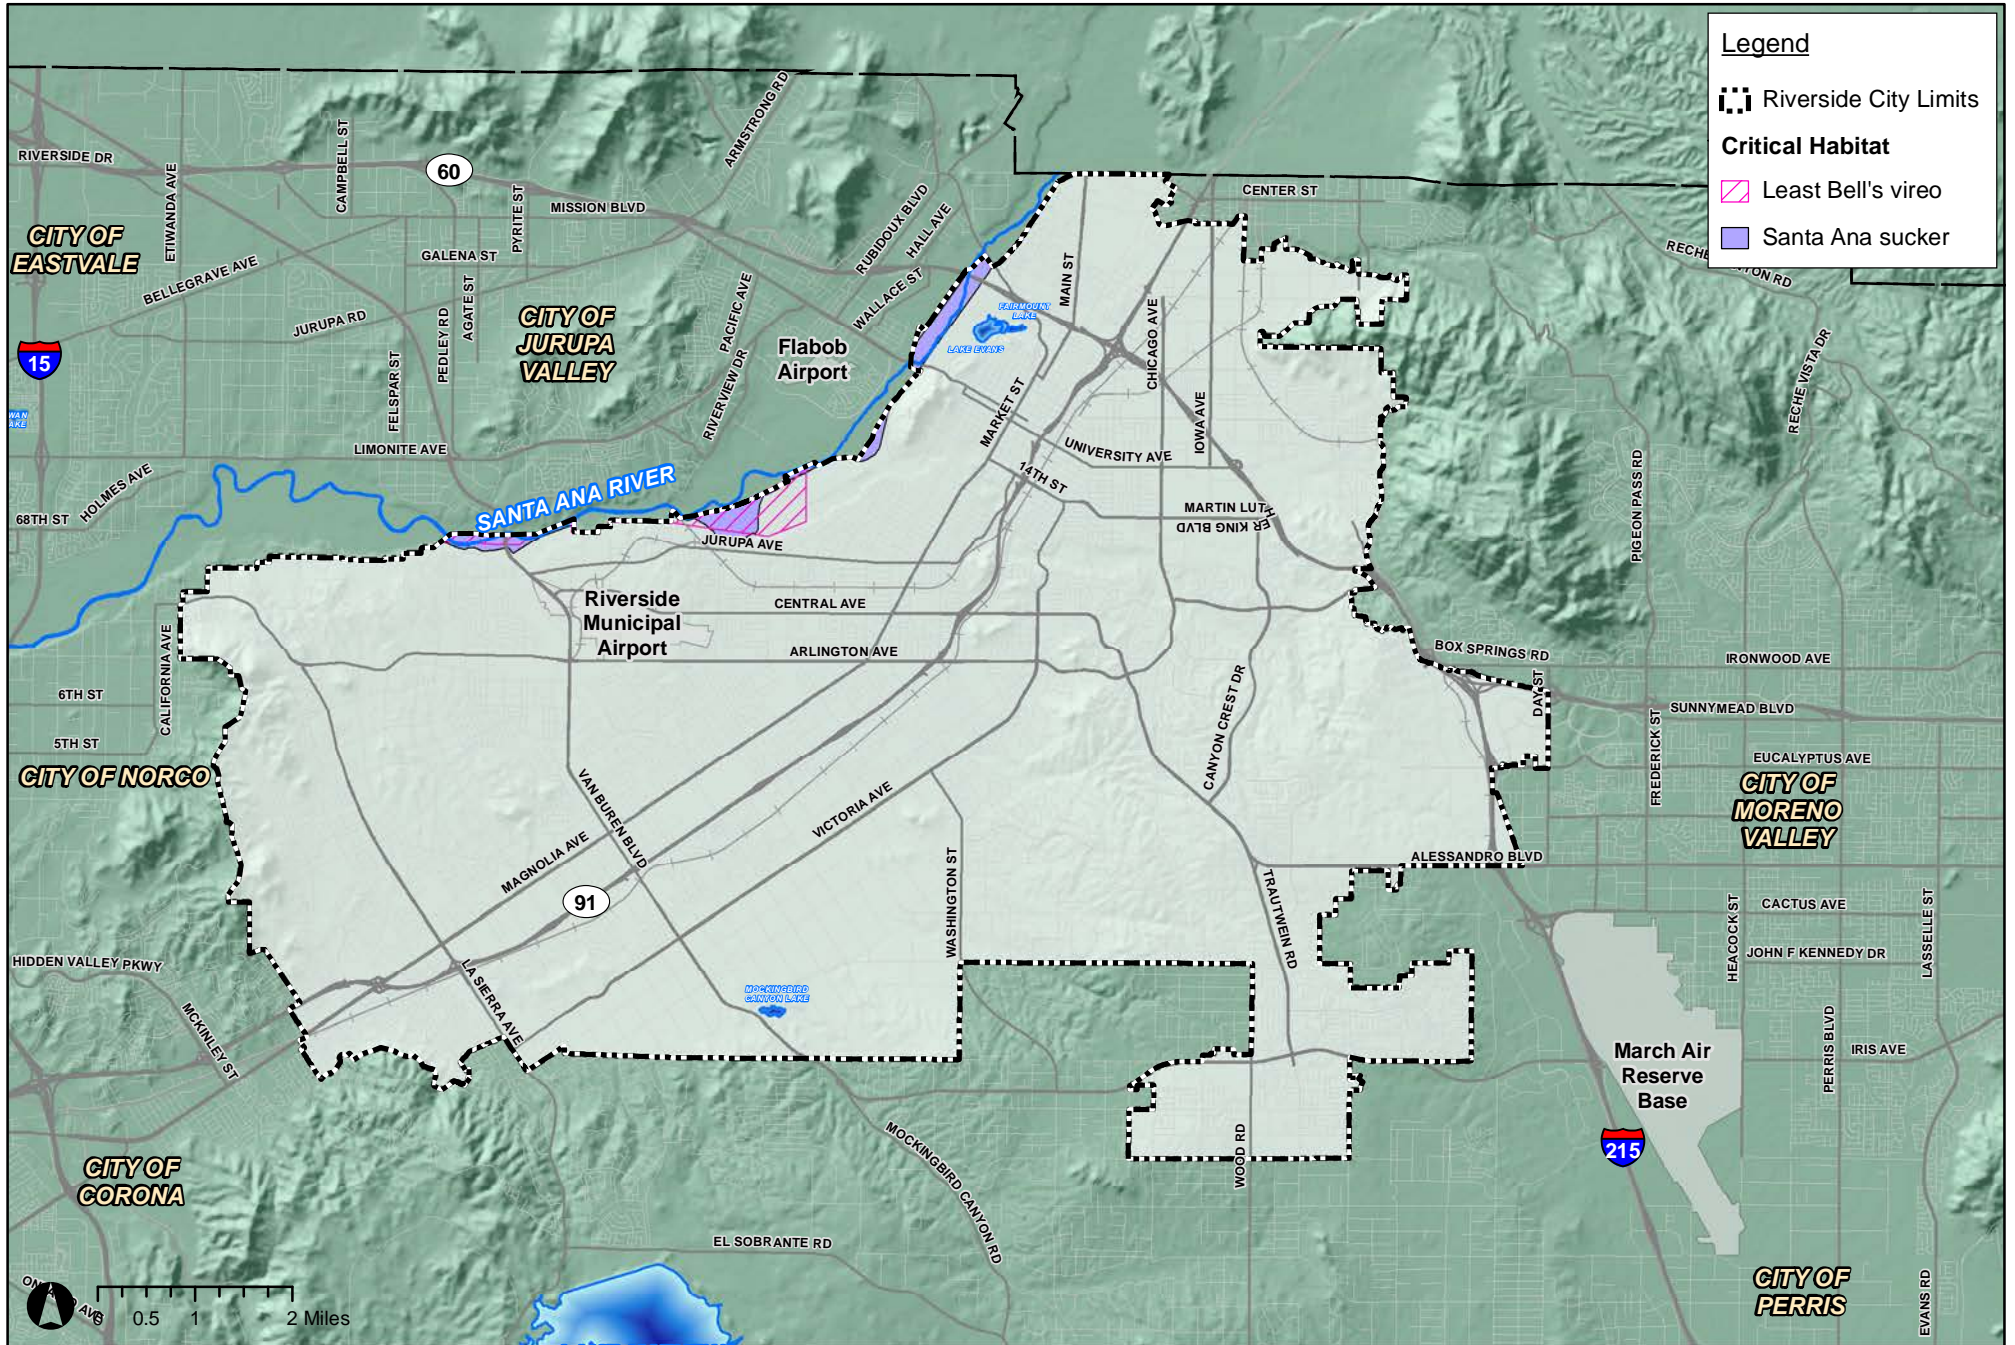 Legend
Riverside City Limits
Critical Habitat
Least Bell's vireo
Santa Ana sucker
RIVERSIDE DR
ETIWANDA AVE
CAMPBELL ST
60
ARMSTRONG RD
PYRITE ST
MISSION BLVD
RUBIDOUX BLVD
HALL AVE
CENTER ST
CITY OF
EASTVALE
BELLEGRAVE AVE
GALENA ST
AGATE ST
PEDLEY RD
JURUPA RD
CITY OF
JURUPA
VALLEY
PACIFIC AVE
WALLACE ST
MAIN ST
FAIRMOUNT
LAKE
LAKE EVANS
CHICAGO AVE
RECHE VISTA DR
15
FELSPAR ST
Flabob
Airport
RIVERVIEW DR
MARKET ST
IOWA AVE
LIMONITE AVE
UNIVERSITY AVE
14TH ST
PIGEON PASS RD
HOLMES AVE
68TH ST
SANTA ANA RIVER
MARTIN LUTHER KING BLVD
JURUPA AVE
Riverside
Municipal
Airport
CENTRAL AVE
ARLINGTON AVE
CALIFORNIA AVE
6TH ST
5TH ST
BOX SPRINGS RD
IRONWOOD AVE
DAY ST
SUNNYMEAD BLVD
FREDERICK ST
EUCALYPTUS AVE
CITY OF NORCO
CITY OF
MORENO
VALLEY
CANYON CREST DR
VAN BUREN BLVD
VICTORIA AVE
MAGNOLIA AVE
WASHINGTON ST
ALESSANDRO BLVD
TRAUTWEIN RD
91
CACTUS AVE
HEACOCK ST
LASSELLE ST
JOHN F KENNEDY DR
HIDDEN VALLEY PKWY
MCKINLEY ST
LA SIERRA AVE
MOCKINGBIRD
CANYON LAKE
PERRIS BLVD
IRIS AVE
March Air
Reserve
Base
215
CITY OF
CORONA
MOCKINGBIRD CANYON RD
WOOD RD
EL SOBRANTE RD
CITY OF
PERRIS
EVANS RD
0.5 1 2 Miles